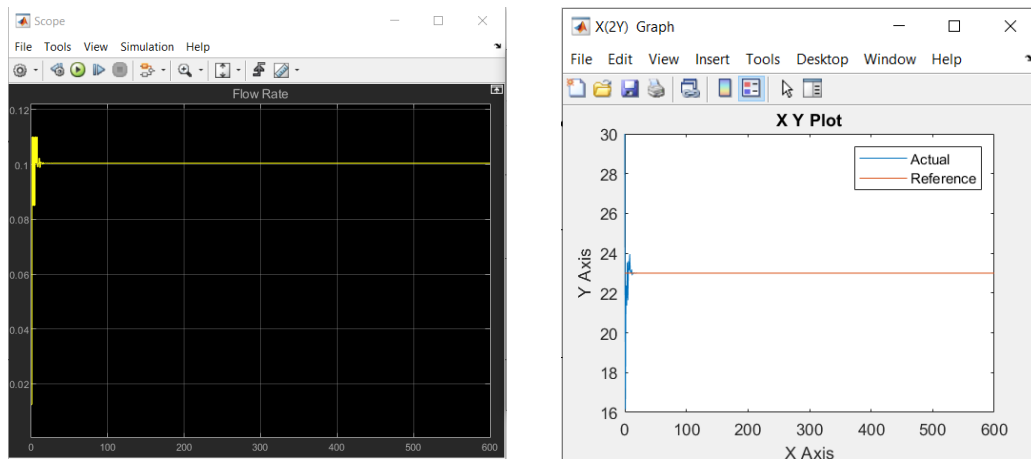 Scope
File Tools View Simulation Help
Flow Rate
0.12
0.1
0.08
0.06
0.04
0.02
0 100 200 300 400 500 600
X(2Y) Graph
File Edit View Insert Tools Desktop Window Help
X Y Plot
30
28
26
24
22
20
18
16
Y Axis
Actual
Reference
0 100 200 300 400 500 600
X Axis